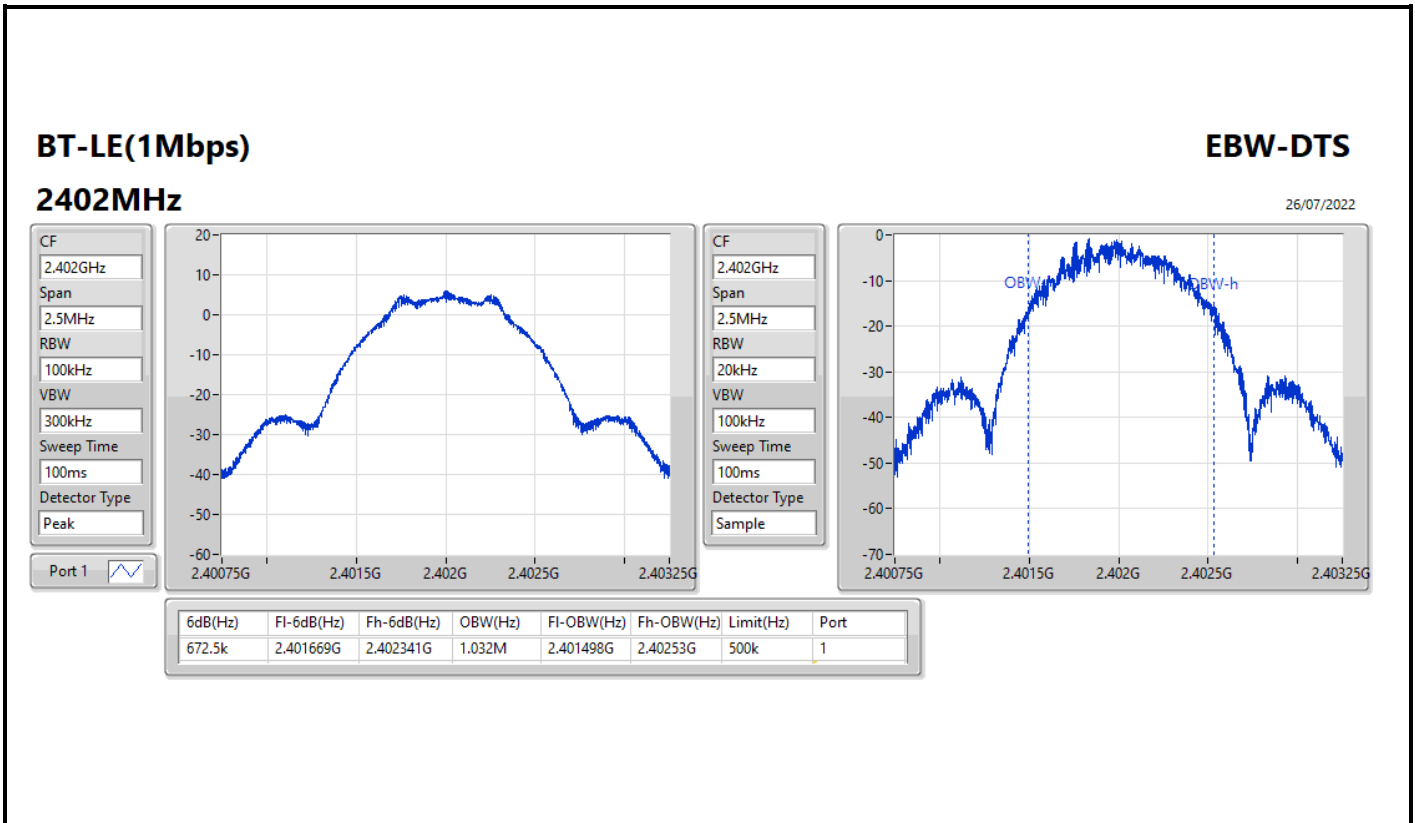 BT-LE(1Mbps)
EBW-DTS
2402MHz
26/07/2022
CF
2.402GHz
Span
2.5MHz
RBW
100kHz
VBW
300kHz
Sweep Time
100ms
Detector Type
Peak
Port 1
20
10
0
-10
-20
-30
-40
-50
-60
2.40075G 2.4015G 2.402G 2.4025G 2.40325G
CF
2.402GHz
Span
2.5MHz
RBW
20kHz
VBW
100kHz
Sweep Time
100ms
Detector Type
Sample
0
-10
-20
-30
-40
-50
-60
-70
OBW-h
2.40075G 2.4015G 2.402G 2.4025G 2.40325G
6dB(Hz) Fl-6dB(Hz) Fh-6dB(Hz) OBW(Hz) Fl-OBW(Hz) Fh-OBW(Hz) Limit(Hz) Port
672.5k 2.401669G 2.402341G 1.032M 2.401498G 2.40253G 500k 1